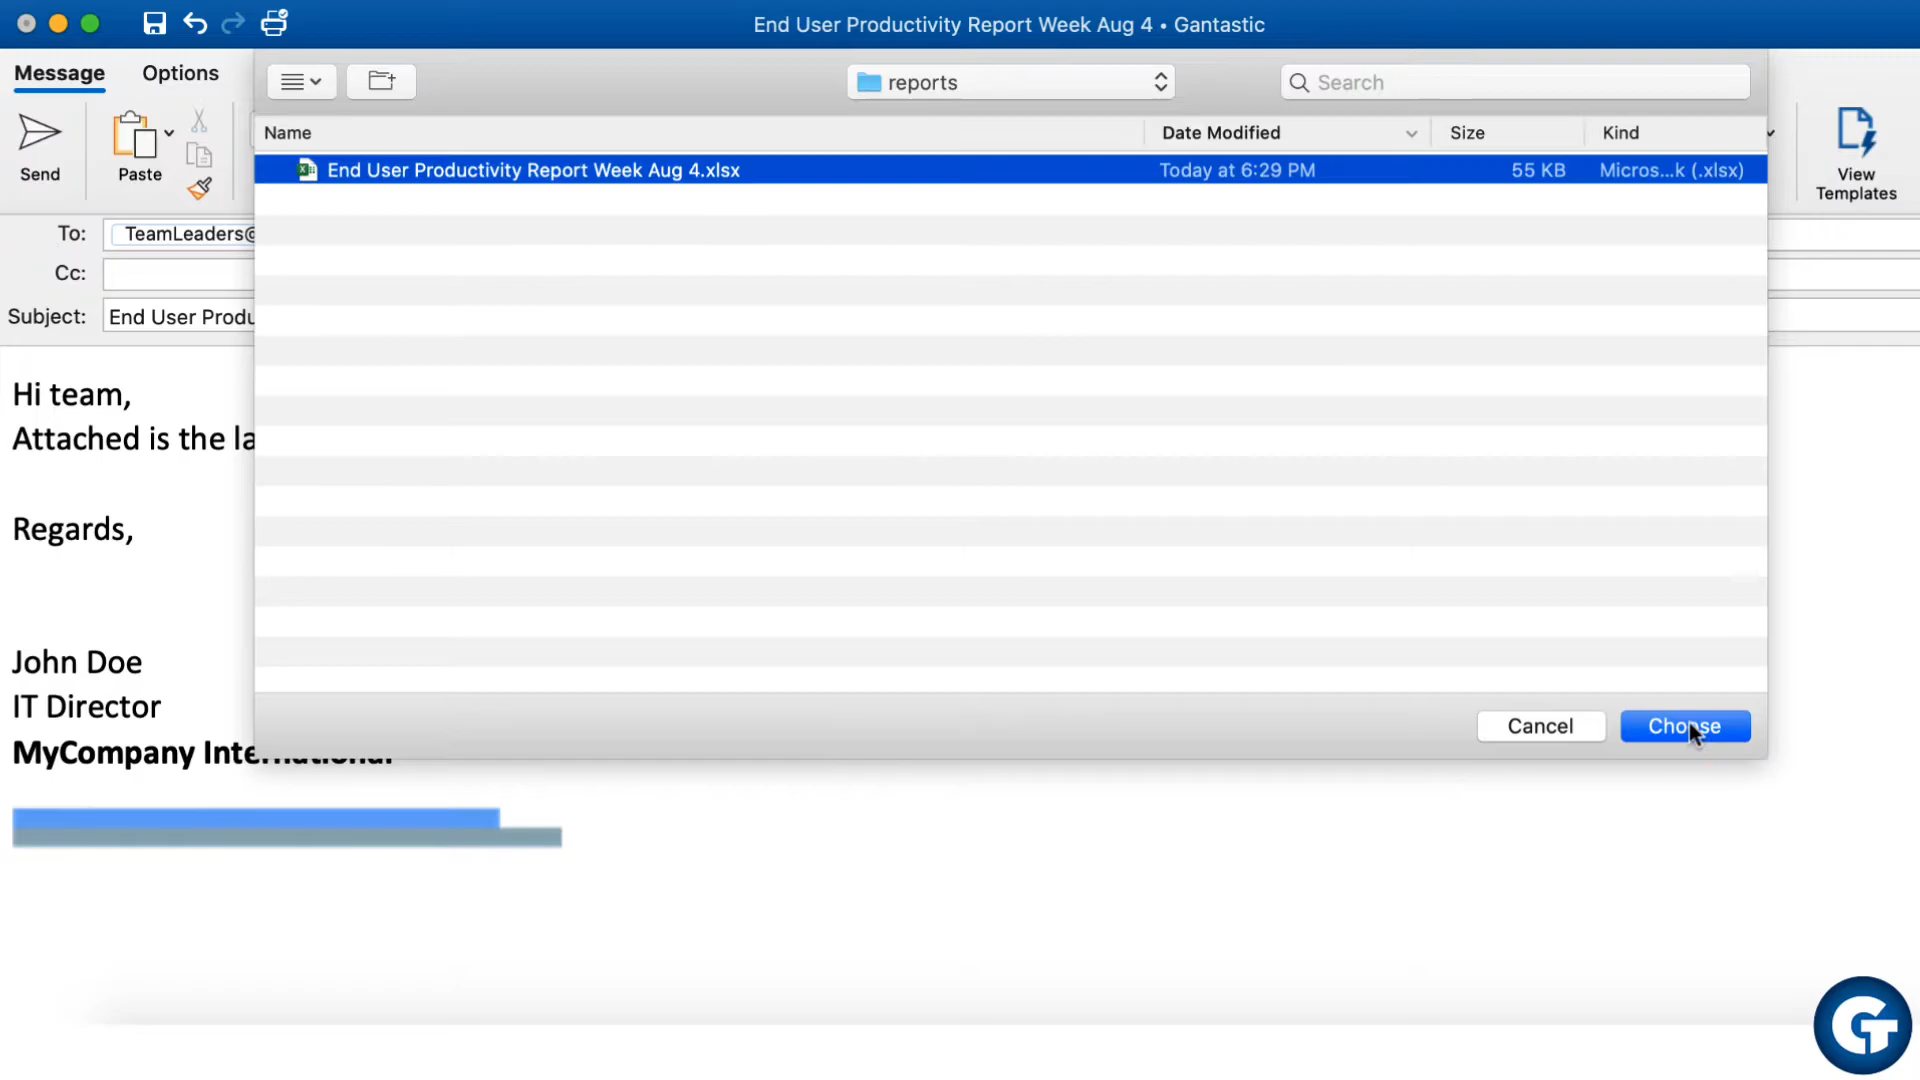 End User Productivity Report Week Aug 4 • Gantastic
Message Options
reports
Search
Name Date Modified Size Kind
Send
Paste
View
Templates
End User Productivity Report Week Aug 4.xlsx Today at 6:29 PM 55 KB Micros...k (.xlsx)
To: TeamLeaders@
Cc:
Subject: End User Produ
Hi team,
Attached is the la
Regards,
John Doe
IT Director
MyCompany International
Cancel Choose